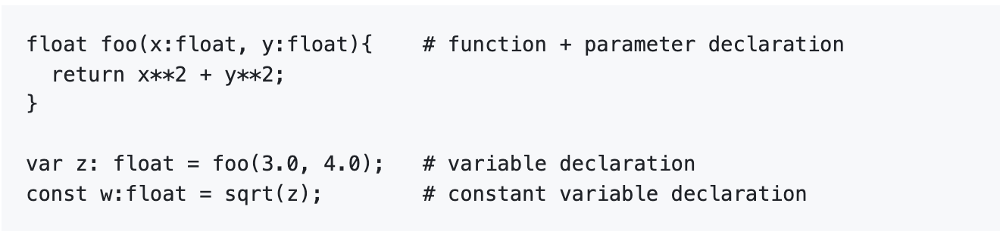 float foo(x:float, y:float){    # function + parameter declaration
  return x**2 + y**2;
}
var z: float = foo(3.0, 4.0);   # variable declaration
const w:float = sqrt(z);        # constant variable declaration